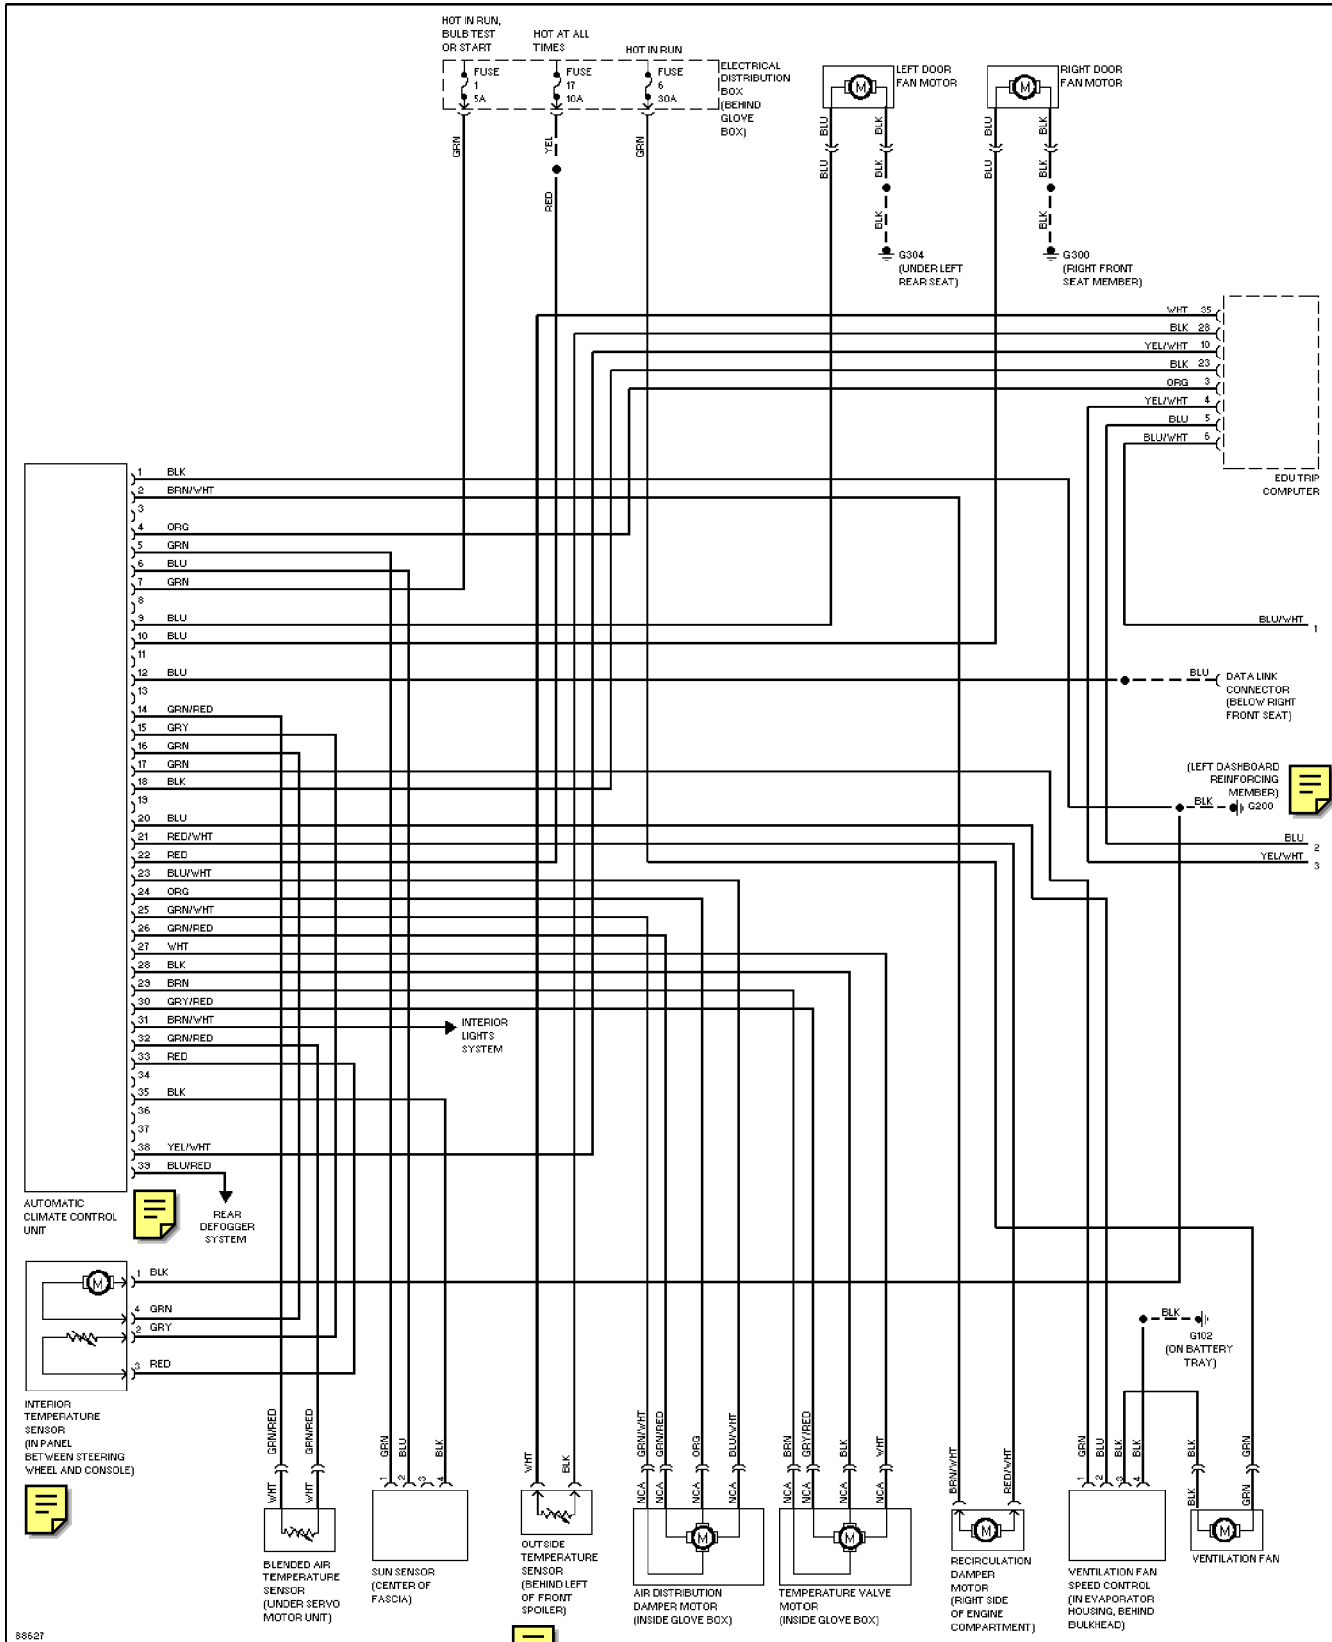 HOT IN RUN,
BULB TEST
OR START
HOT AT ALL
TIMES
HOT IN RUN
FUSE
1
5A
FUSE
17
10A
FUSE
6
30A
ELECTRICAL
DISTRIBUTION
BOX
(BEHIND
GLOVE
BOX)
M
LEFT DOOR
FAN MOTOR
M
RIGHT DOOR
FAN MOTOR
GRN
YEL
RED
GRN
BLU
BLK
BLU
BLK
BLK
BLU
BLK
BLU
BLK
BLK
G304
(UNDER LEFT
REAR SEAT)
G300
(RIGHT FRONT
SEAT MEMBER)
WHT 35
BLK 28
YEL/WHT 10
BLK 23
ORG 3
YEL/WHT 4
BLU 5
BLU/WHT 6
EDU TRIP
COMPUTER
1 BLK
2 BRN/WHT
3
4 ORG
5 GRN
6 BLU
7 GRN
8
9 BLU
10 BLU
11
12 BLU
13
14 GRN/RED
15 GRY
16 GRN
17 GRN
18 BLK
19
20 BLU
21 RED/WHT
22 RED
23 BLU/WHT
24 ORG
25 GRN/WHT
26 GRN/RED
27 WHT
28 BLK
29 BRN
30 GRY/RED
31 BRN/WHT
32 GRN/RED
33 RED
34
35 BLK
36
37
38 YEL/WHT
39 BLU/RED
AUTOMATIC
CLIMATE CONTROL
UNIT
REAR
DEFOGGER
SYSTEM
INTERIOR
LIGHTS
SYSTEM
BLU/WHT 1
BLU
DATA LINK
CONNECTOR
(BELOW RIGHT
FRONT SEAT)
(LEFT DASHBOARD
REINFORCING
MEMBER)
BLK
G200
BLU 2
YEL/WHT 3
M
1 BLK
4 GRN
2 GRY
3 RED
INTERIOR
TEMPERATURE
SENSOR
(IN PANEL
BETWEEN STEERING
WHEEL AND CONSOLE)
BLK
G102
(ON BATTERY
TRAY)
GRN/RED
GRN/RED
WHT
WHT
BLENDED AIR
TEMPERATURE
SENSOR
(UNDER SERVO
MOTOR UNIT)
GRN
BLU
BLK
1
2
3
4
SUN SENSOR
(CENTER OF
FASCIA)
WHT
BLK
OUTSIDE
TEMPERATURE
SENSOR
(BEHIND LEFT
OF FRONT
SPOILER)
GRN/WHT
GRN/RED
ORG
BLU/WHT
NCA
NCA
NCA
NCA
M
AIR DISTRIBUTION
DAMPER MOTOR
(INSIDE GLOVE BOX)
BRN
GRY/RED
BLK
WHT
NCA
NCA
NCA
NCA
M
TEMPERATURE VALVE
MOTOR
(INSIDE GLOVE BOX)
BRN/WHT
RED/WHT
M
RECIRCULATION
DAMPER
MOTOR
(RIGHT SIDE
OF ENGINE
COMPARTMENT)
GRN
BLU
BLK
BLK
1
2
3
4
VENTILATION FAN
SPEED CONTROL
(IN EVAPORATOR
HOUSING, BEHIND
BULKHEAD)
BLK
GRN
BLK
GRN
M
VENTILATION FAN
88627